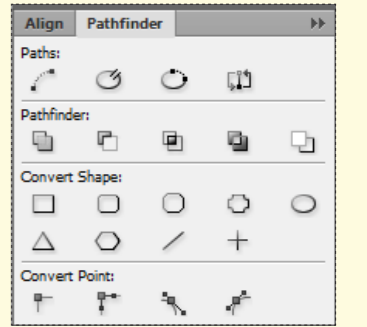 Align Pathfinder
Paths:
Pathfinder:
Convert Shape:
Convert Point: